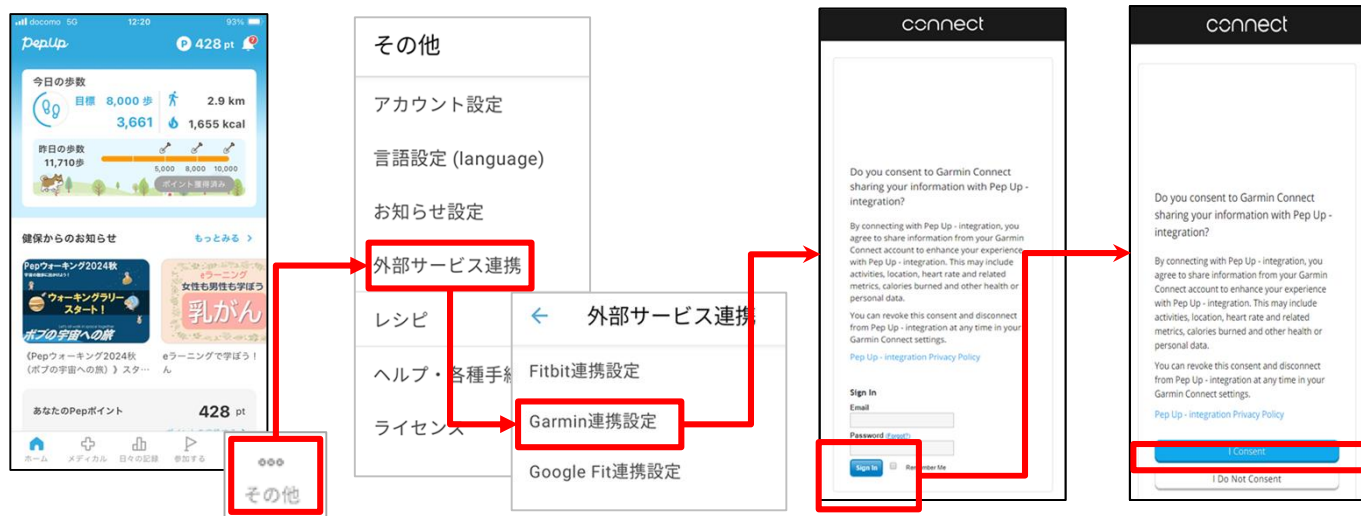 docomo 5G 12:20 93%
PepUp P 428 pt 2
今日の歩数
目標 8,000 歩 2.9 km
3,661 1,655 kcal
昨日の歩数
11,710歩
5,000 8,000 10,000
ポイント獲得済み
健保からのお知らせ もっとみる >
Pepウォーキング2024秋
ウォーキングラリー
スタート！
ボブの宇宙への旅
eラーニング
女性も男性も学ぼう
乳がん
《Pepウォーキング2024秋
（ボブの宇宙への旅）》スタ…
eラーニングで学ぼう！
ん
あなたのPepポイント 428 pt
ホーム メディカル 日々の記録 参加する
その他
その他
アカウント設定
言語設定 (language)
お知らせ設定
外部サービス連携
レシピ
ヘルプ・各種手続
ライセンス
← 外部サービス連携
Fitbit連携設定
Garmin連携設定
Google Fit連携設定
connect
Do you consent to Garmin Connect
sharing your information with Pep Up -
integration?
By connecting with Pep Up - integration, you
agree to share information from your Garmin
Connect account to enhance your experience
with Pep Up - integration. This may include
activities, location, heart rate and related
metrics, calories burned and other health or
personal data.
You can revoke this consent and disconnect
from Pep Up - integration at any time in your
Garmin Connect settings.
Pep Up - integration Privacy Policy
Sign In
Email
Password (Forgot?)
Sign In Remember Me
connect
Do you consent to Garmin Connect
sharing your information with Pep Up -
integration?
By connecting with Pep Up - integration, you
agree to share information from your Garmin
Connect account to enhance your experience
with Pep Up - integration. This may include
activities, location, heart rate and related
metrics, calories burned and other health or
personal data.
You can revoke this consent and disconnect
from Pep Up - integration at any time in your
Garmin Connect settings.
Pep Up - integration Privacy Policy
I Consent
I Do Not Consent